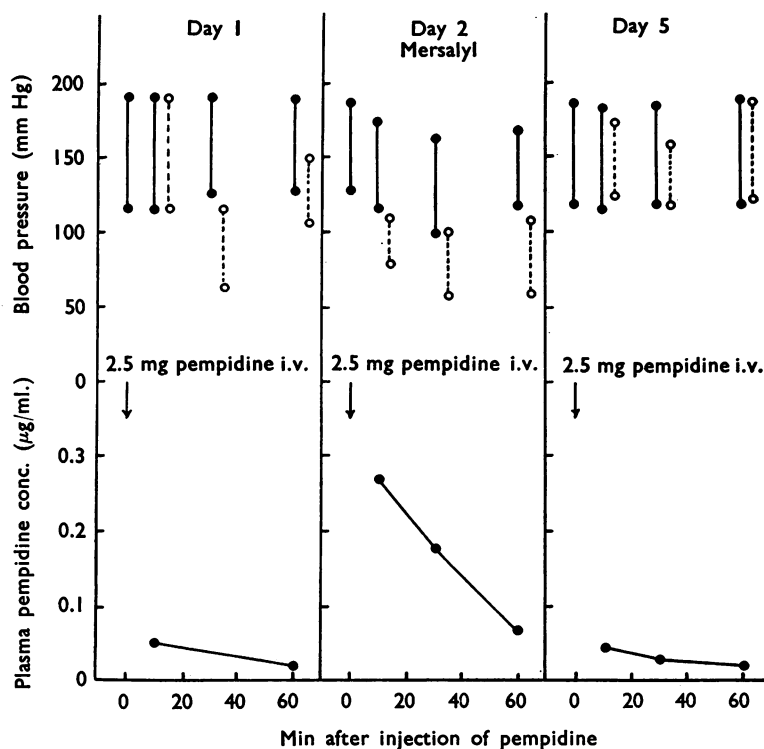 Day 1
Day 2
Mersalyl
Day 5
Blood pressure (mm Hg)
200
150
100
50
0
2.5 mg pempidine i.v.
2.5 mg pempidine i.v.
2.5 mg pempidine i.v.
Plasma pempidine conc. (μg/ml.)
0.3
0.2
0.1
0
0 20 40 60
0 20 40 60
0 20 40 60
Min after injection of pempidine